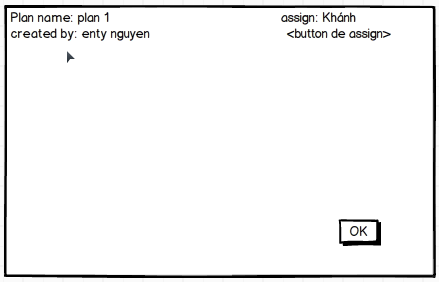 Plan name: plan 1
assign: Khánh
created by: enty nguyen
<button de assign>
OK